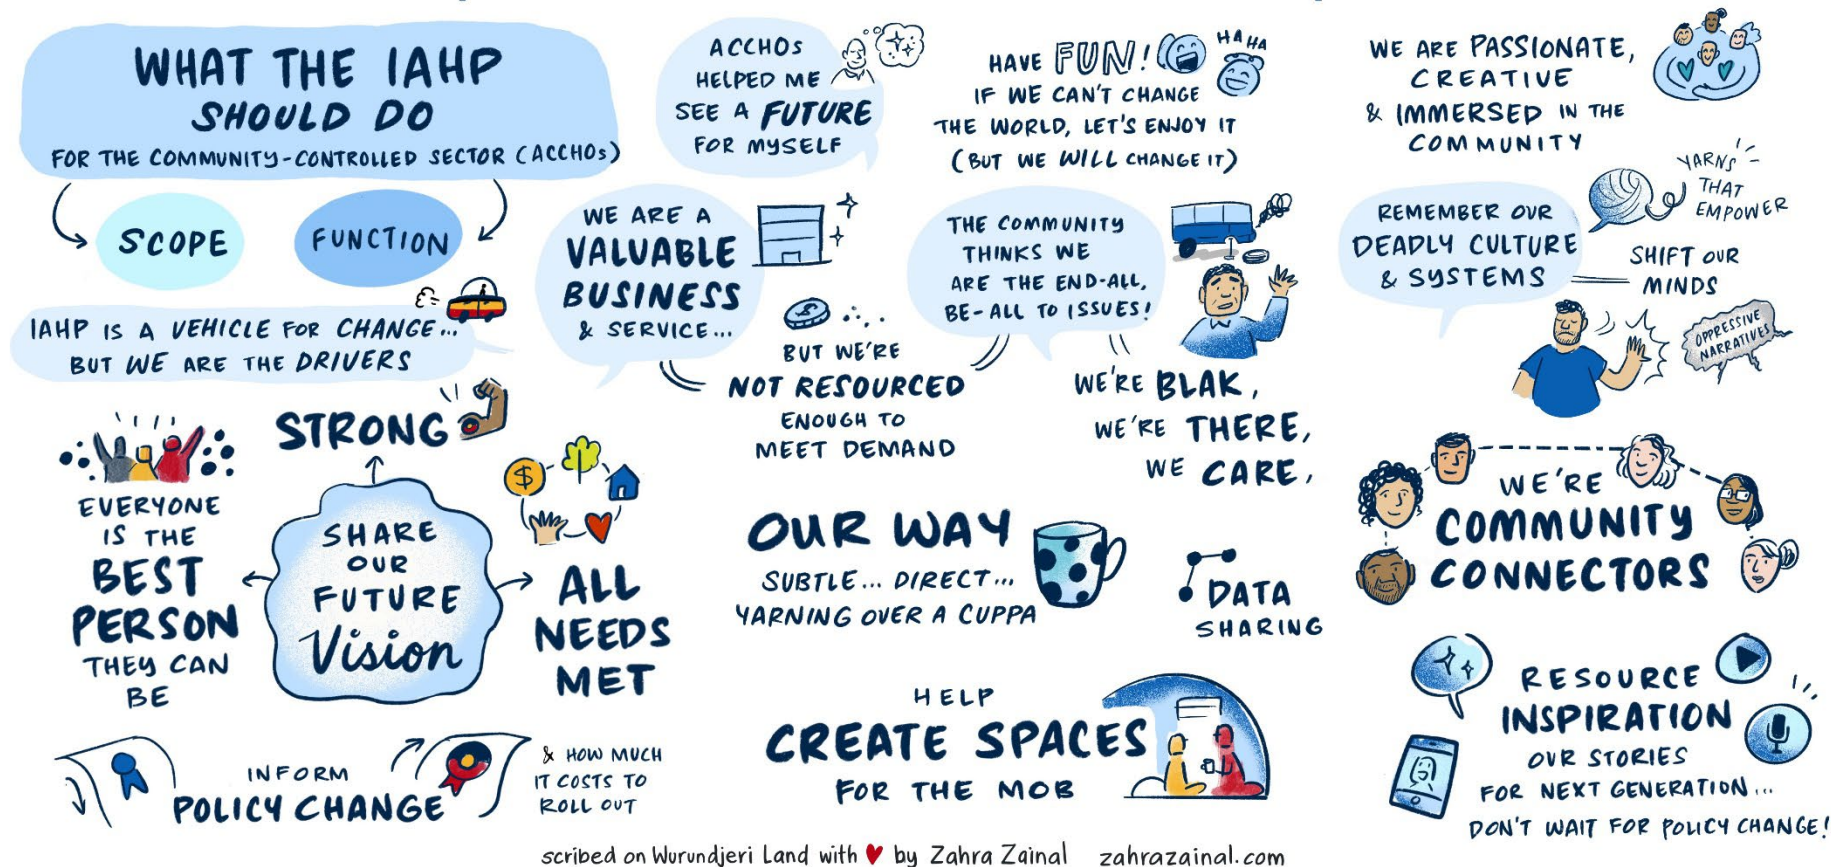 WHAT THE IAHP
SHOULD DO
FOR THE COMMUNITY-CONTROLLED SECTOR (ACCHOs)
SCOPE
FUNCTION
IAHP IS A VEHICLE FOR CHANGE...
BUT WE ARE THE DRIVERS
STRONG
EVERYONE
IS THE
BEST
PERSON
THEY CAN
BE
SHARE
OUR
FUTURE
Vision
$
ALL
NEEDS
MET
INFORM
POLICY CHANGE
& HOW MUCH
IT COSTS TO
ROLL OUT
ACCHOs
HELPED ME
SEE A FUTURE
FOR MYSELF
HAVE FUN!
HA HA
IF WE CAN'T CHANGE
THE WORLD, LET'S ENJOY IT
(BUT WE WILL CHANGE IT)
WE ARE A
VALUABLE
BUSINESS
& SERVICE...
$
BUT WE'RE
NOT RESOURCED
ENOUGH TO
MEET DEMAND
THE COMMUNITY
THINKS WE
ARE THE END-ALL,
BE-ALL TO ISSUES!
WE'RE BLAK,
WE'RE THERE,
WE CARE,
OUR WAY
SUBTLE... DIRECT...
YARNING OVER A CUPPA
DATA
SHARING
HELP
CREATE SPACES
FOR THE MOB
WE ARE PASSIONATE,
CREATIVE
& IMMERSED IN THE
COMMUNITY
REMEMBER OUR
DEADLY CULTURE
& SYSTEMS
YARNS
THAT
EMPOWER
SHIFT OUR
MINDS
OPPRESSIVE
NARRATIVES
WE'RE
COMMUNITY
CONNECTORS
RESOURCE
INSPIRATION
OUR STORIES
FOR NEXT GENERATION...
DON'T WAIT FOR POLICY CHANGE!
scribed on Wurundjeri Land with ♥ by Zahra Zainal zahrazainal.com